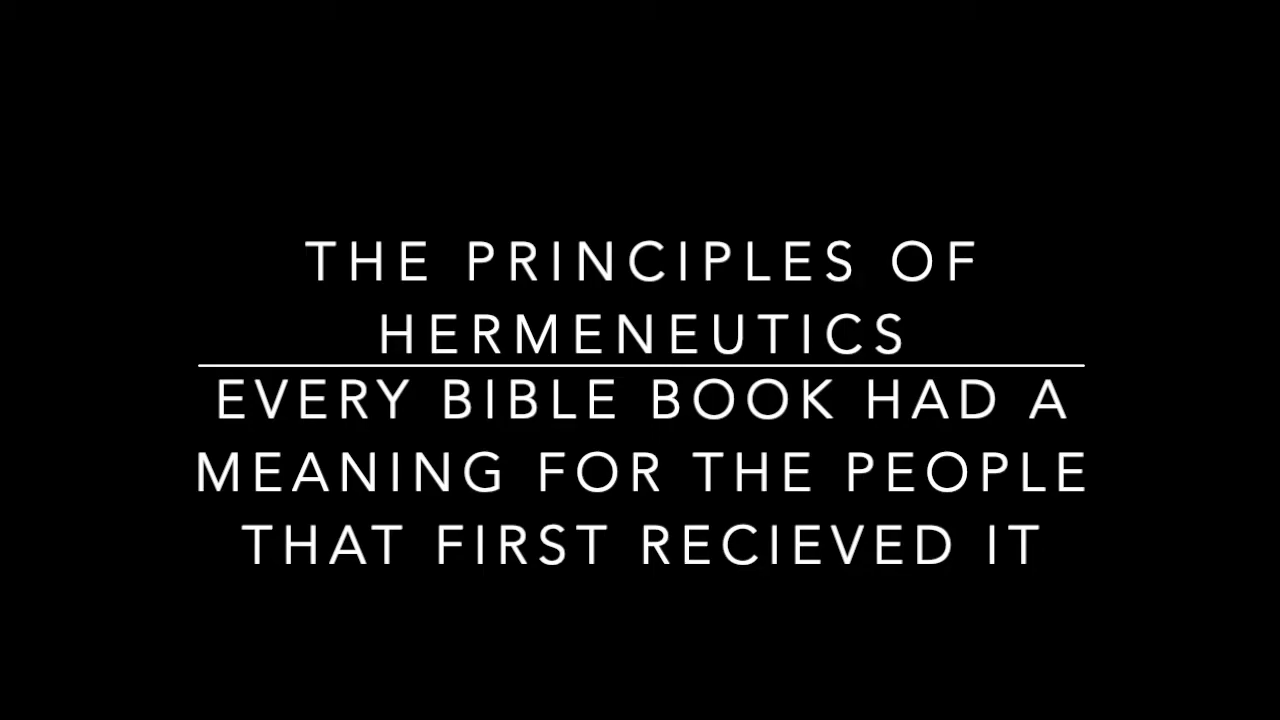 THE PRINCIPLES OF
HERMENEUTICS
EVERY BIBLE BOOK HAD A
MEANING FOR THE PEOPLE
THAT FIRST RECIEVED IT